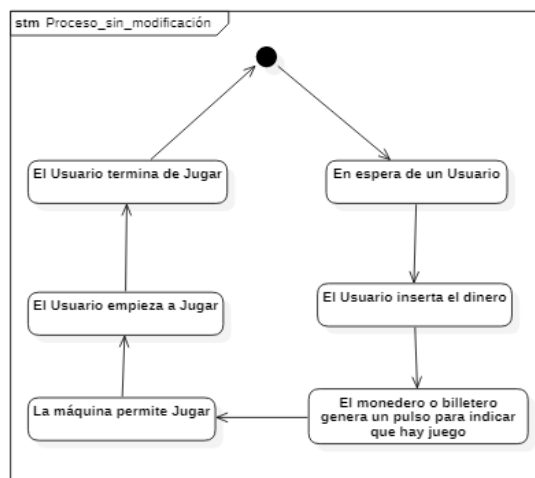 stm Proceso_sin_modificación
El Usuario termina de Jugar
En espera de un Usuario
El Usuario empieza a Jugar
El Usuario inserta el dinero
La máquina permite Jugar
El monedero o billetero
genera un pulso para indicar
que hay juego